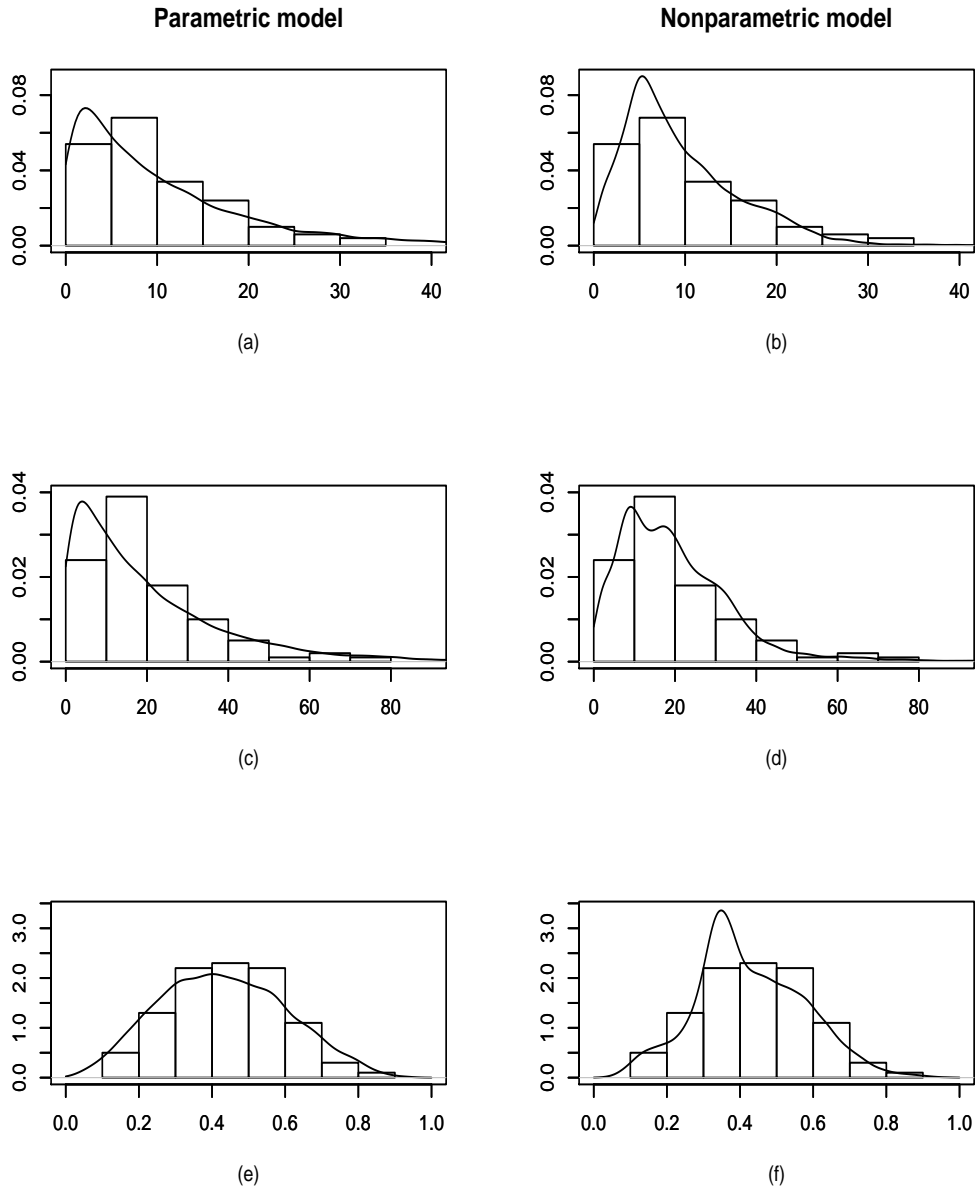 Parametric model
Nonparametric model
0.00 0.04 0.08
0 10 20 30 40
(a)
0.00 0.04 0.08
0 10 20 30 40
(b)
0.00 0.02 0.04
0 20 40 60 80
(c)
0.00 0.02 0.04
0 20 40 60 80
(d)
0.0 1.0 2.0 3.0
0.0 0.2 0.4 0.6 0.8 1.0
(e)
0.0 1.0 2.0 3.0
0.0 0.2 0.4 0.6 0.8 1.0
(f)